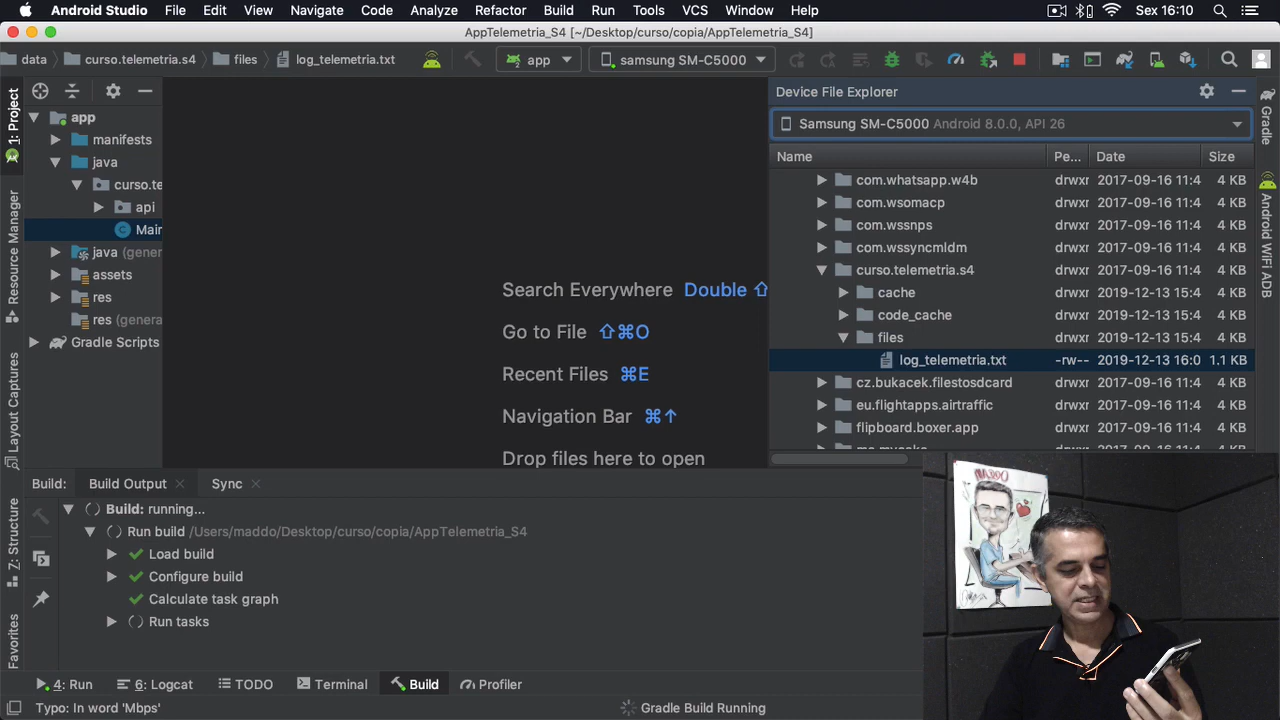 Android Studio File Edit View Navigate Code Analyze Refactor Build Run Tools VCS Window Help Sex 16:10
AppTelemetria_S4 [~/Desktop/curso/copia/AppTelemetria_S4]
data curso.telemetria.s4 files log_telemetria.txt app samsung SM-C5000
1: Project
Resource Manager
Layout Captures
7: Structure
Favorites
app
manifests
java
curso.te
api
Mair
java (gener
assets
res
res (genera
Gradle Scripts
Search Everywhere Double ⇧
Go to File ⇧⌘O
Recent Files ⌘E
Navigation Bar ⌘↑
Drop files here to open
Device File Explorer
Samsung SM-C5000 Android 8.0.0, API 26
Name Pe... Date Size
com.whatsapp.w4b drwxr 2017-09-16 11:4 4 KB
com.wsomacp drwxr 2017-09-16 11:4 4 KB
com.wssnps drwxr 2017-09-16 11:4 4 KB
com.wssyncmldm drwxr 2017-09-16 11:4 4 KB
curso.telemetria.s4 drwxr 2017-09-16 11:4 4 KB
cache drwxr 2019-12-13 15:4 4 KB
code_cache drwxr 2019-12-13 15:4 4 KB
files drwxr 2019-12-13 15:4 4 KB
log_telemetria.txt -rw-- 2019-12-13 16:0 1.1 KB
cz.bukacek.filestosdcard drwxr 2017-09-16 11:4 4 KB
eu.flightapps.airtraffic drwxr 2017-09-16 11:4 4 KB
flipboard.boxer.app drwxr 2017-09-16 11:4 4 KB
Gradle
Android WiFi ADB
Build: Build Output Sync
Build: running...
Run build /Users/maddo/Desktop/curso/copia/AppTelemetria_S4
Load build
Configure build
Calculate task graph
Run tasks
MADDO
4: Run 6: Logcat TODO Terminal Build Profiler
Typo: In word 'Mbps' Gradle Build Running